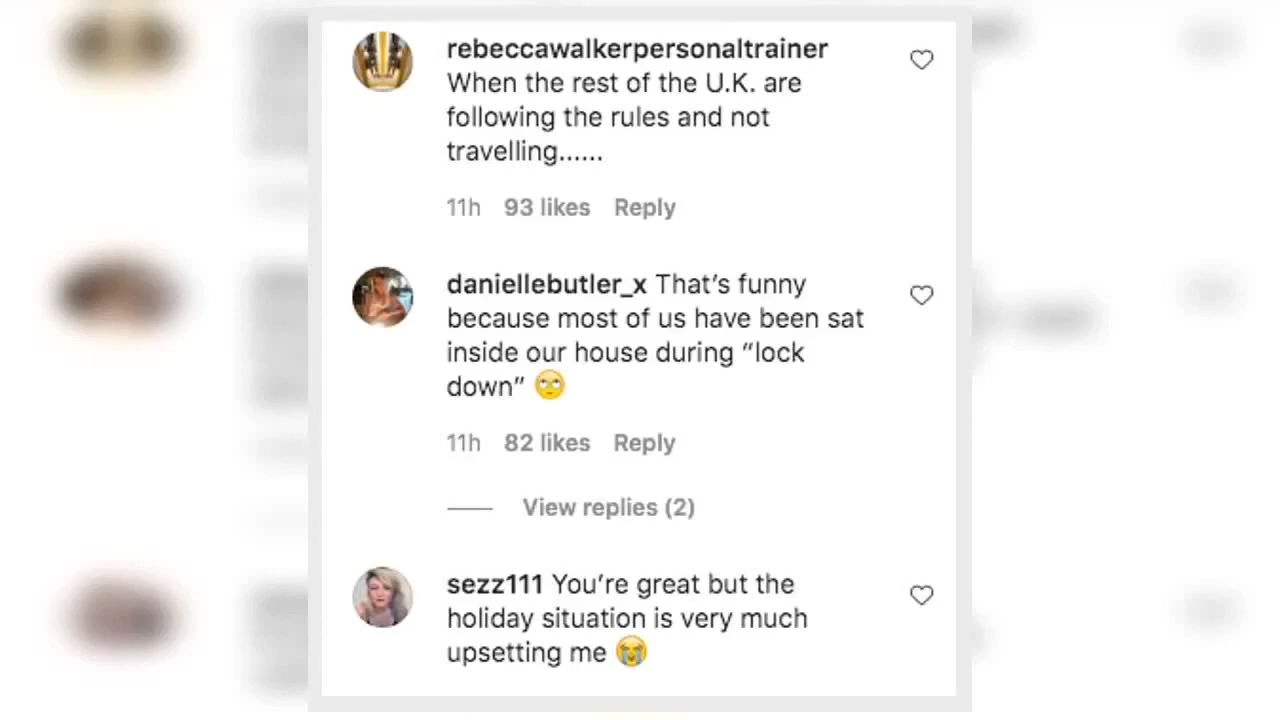 rebeccawalkerpersonaltrainer
When the rest of the U.K. are
following the rules and not
travelling......
11h 93 likes Reply
daniellebutler_x That’s funny
because most of us have been sat
inside our house during “lock
down” 🙄
11h 82 likes Reply
View replies (2)
sezz111 You’re great but the
holiday situation is very much
upsetting me 😭